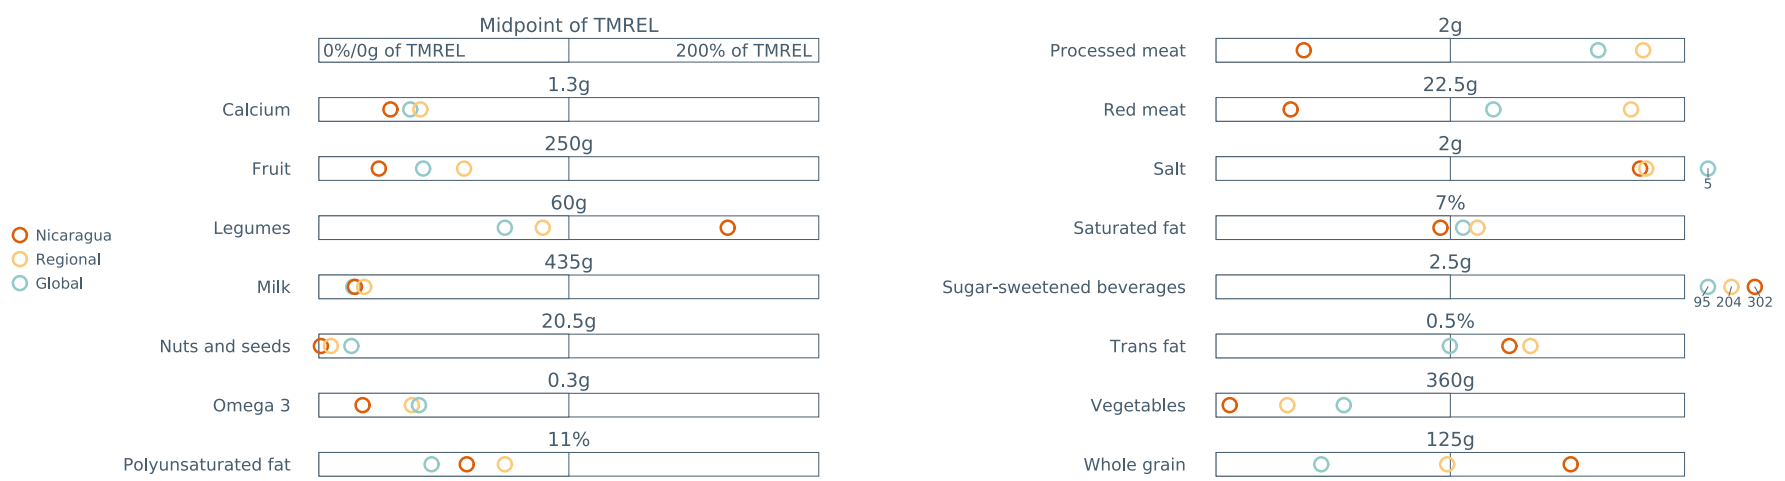 Midpoint of TMREL
0%/0g of TMREL 200% of TMREL
1.3g
Calcium
250g
Fruit
60g
Legumes
435g
Milk
20.5g
Nuts and seeds
0.3g
Omega 3
11%
Polyunsaturated fat
Nicaragua
Regional
Global
2g
Processed meat
22.5g
Red meat
2g
Salt
5
7%
Saturated fat
2.5g
Sugar-sweetened beverages
95 204 302
0.5%
Trans fat
360g
Vegetables
125g
Whole grain